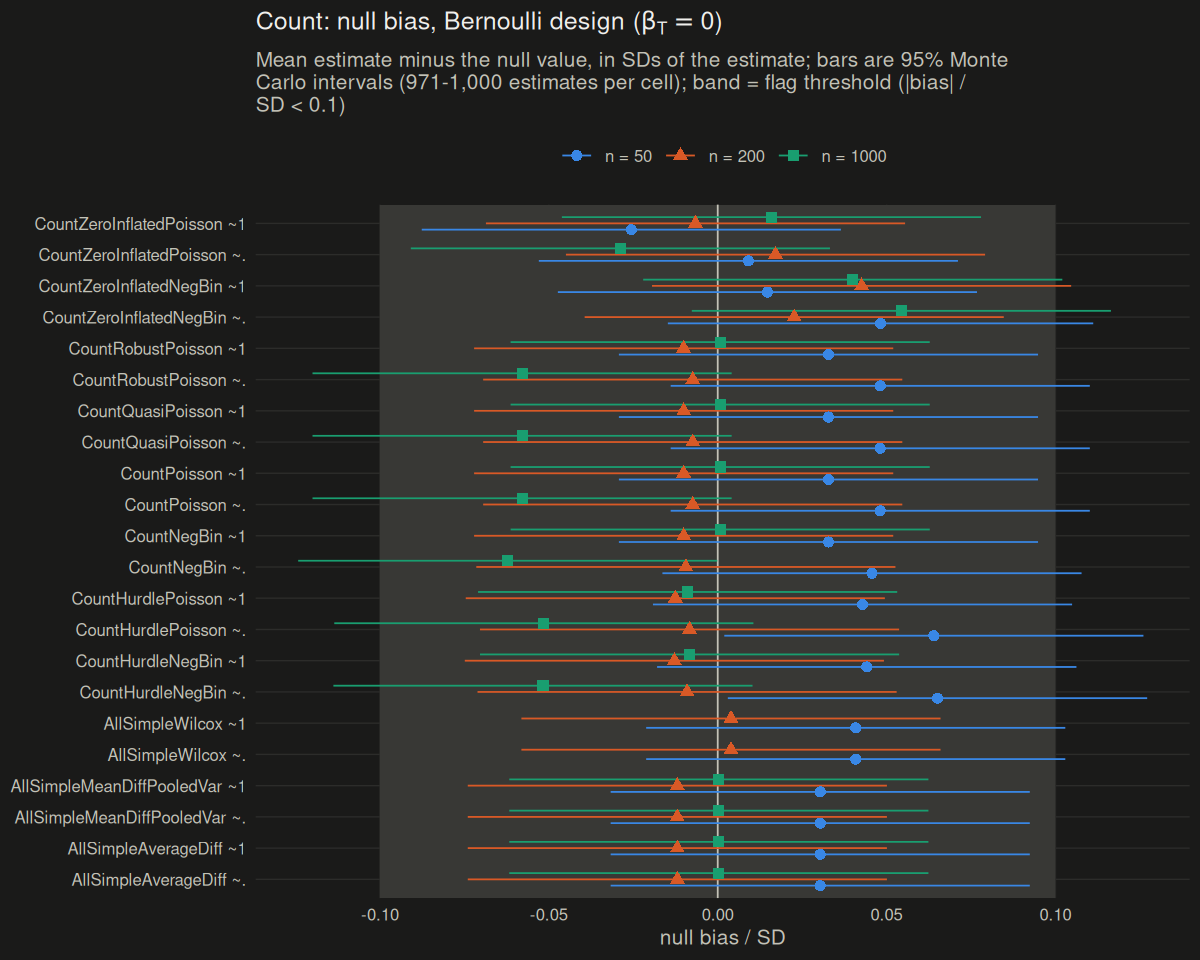 Count: null bias, Bernoulli design (βT = 0)
Mean estimate minus the null value, in SDs of the estimate; bars are 95% Monte
Carlo intervals (971-1,000 estimates per cell); band = flag threshold (|bias| /
SD < 0.1)
n = 50 n = 200 n = 1000
CountZeroInflatedPoisson ~1
CountZeroInflatedPoisson ~.
CountZeroInflatedNegBin ~1
CountZeroInflatedNegBin ~.
CountRobustPoisson ~1
CountRobustPoisson ~.
CountQuasiPoisson ~1
CountQuasiPoisson ~.
CountPoisson ~1
CountPoisson ~.
CountNegBin ~1
CountNegBin ~.
CountHurdlePoisson ~1
CountHurdlePoisson ~.
CountHurdleNegBin ~1
CountHurdleNegBin ~.
AllSimpleWilcox ~1
AllSimpleWilcox ~.
AllSimpleMeanDiffPooledVar ~1
AllSimpleMeanDiffPooledVar ~.
AllSimpleAverageDiff ~1
AllSimpleAverageDiff ~.
-0.10 -0.05 0.00 0.05 0.10
null bias / SD